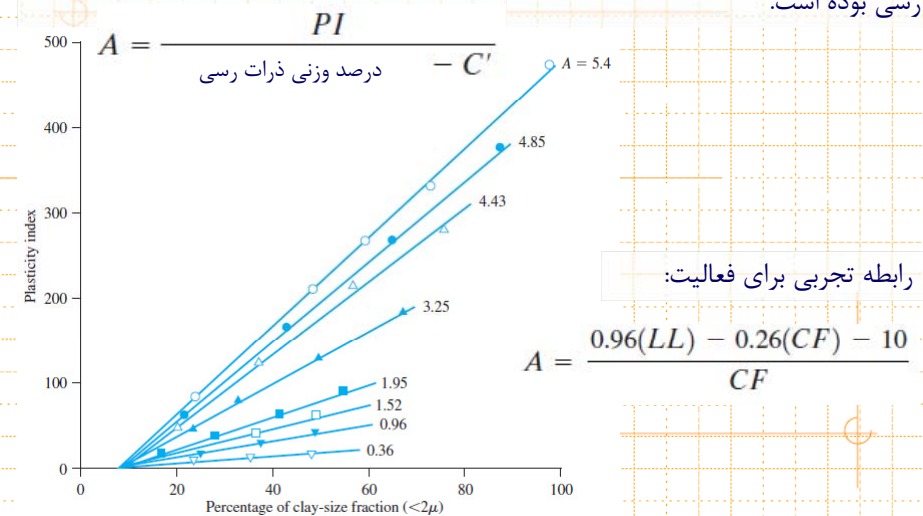 رسی بوده است.
A = PI / درصد وزنی ذرات رسی − C'
500
400
300
200
100
0
Plasticity index
A = 5.4
4.85
4.43
3.25
1.95
1.52
0.96
0.36
0 20 40 60 80 100
Percentage of clay-size fraction (<2μ)
رابطه تجربی برای فعالیت:
A = 0.96(LL) − 0.26(CF) − 10 / CF